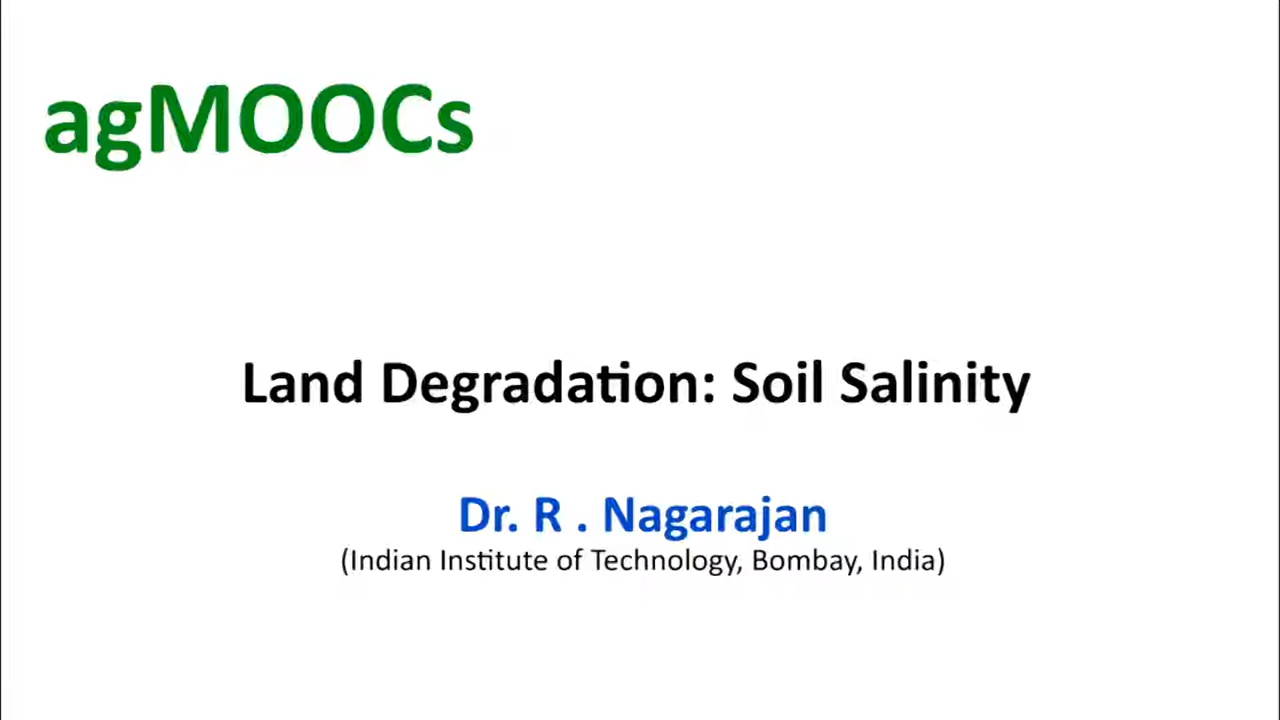 agMOOCs
Land Degradation: Soil Salinity
Dr. R . Nagarajan
(Indian Institute of Technology, Bombay, India)